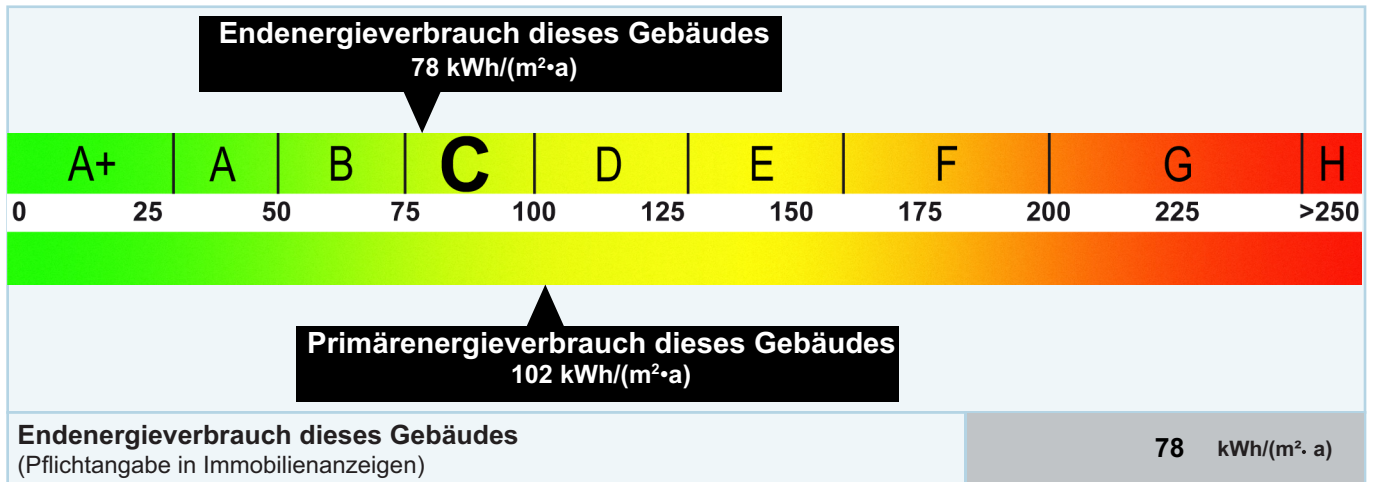 Endenergieverbrauch dieses Gebäudes
78 kWh/(m²•a)
A+ A B C D E F G H
0 25 50 75 100 125 150 175 200 225 >250
Primärenergieverbrauch dieses Gebäudes
102 kWh/(m²•a)
Endenergieverbrauch dieses Gebäudes
(Pflichtangabe in Immobilienanzeigen)
78 kWh/(m²· a)